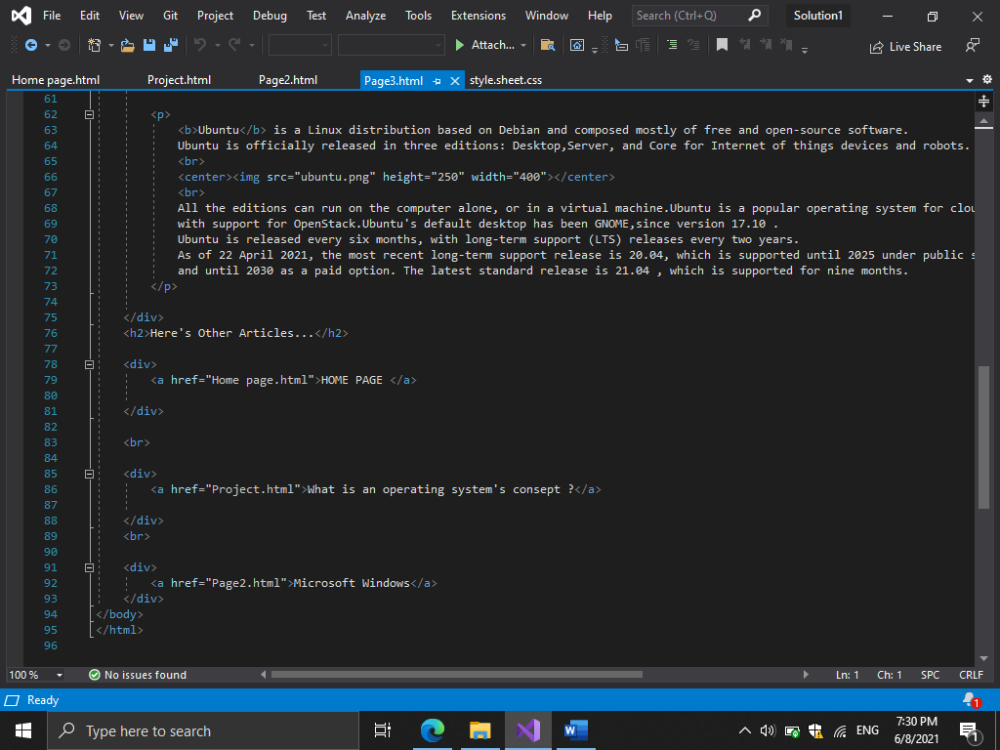 File Edit View Git Project Debug Test Analyze Tools Extensions Window Help Search (Ctrl+Q) Solution1
Attach... Live Share
Home page.html Project.html Page2.html Page3.html style.sheet.css
61
62 <p>
63 <b>Ubuntu</b> is a Linux distribution based on Debian and composed mostly of free and open-source software.
64 Ubuntu is officially released in three editions: Desktop,Server, and Core for Internet of things devices and robots.
65 <br>
66 <center><img src="ubuntu.png" height="250" width="400"></center>
67 <br>
68 All the editions can run on the computer alone, or in a virtual machine.Ubuntu is a popular operating system for clou
69 with support for OpenStack.Ubuntu's default desktop has been GNOME,since version 17.10 .
70 Ubuntu is released every six months, with long-term support (LTS) releases every two years.
71 As of 22 April 2021, the most recent long-term support release is 20.04, which is supported until 2025 under public s
72 and until 2030 as a paid option. The latest standard release is 21.04 , which is supported for nine months.
73 </p>
74
75 </div>
76 <h2>Here's Other Articles...</h2>
77
78 <div>
79 <a href="Home page.html">HOME PAGE </a>
80
81 </div>
82
83 <br>
84
85 <div>
86 <a href="Project.html">What is an operating system's consept ?</a>
87
88 </div>
89 <br>
90
91 <div>
92 <a href="Page2.html">Microsoft Windows</a>
93 </div>
94 </body>
95 </html>
96
100 % No issues found Ln: 1 Ch: 1 SPC CRLF
Ready 1
Type here to search W ENG 7:30 PM
6/8/2021 1